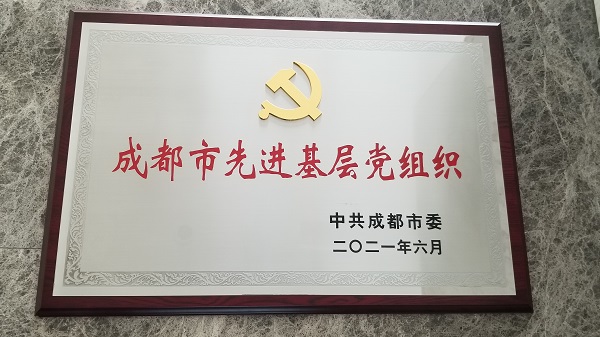 成都市先进基层党组织
中共成都市委
二〇二一年六月